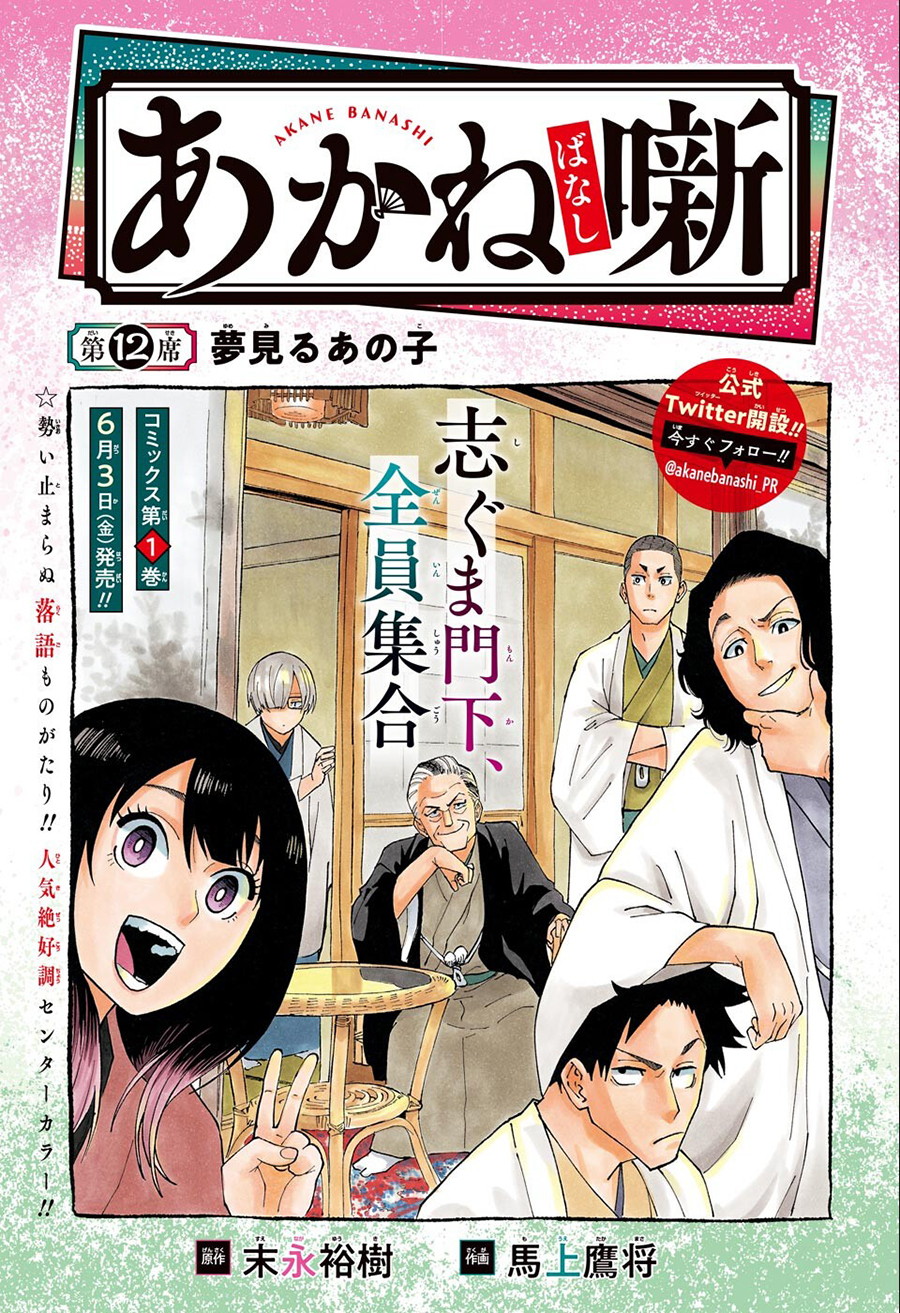 AKANE BANASHI
あかね噺
ばなし
第12席 夢見るあの子
公式
Twitter開設!!
今すぐフォロー!!
@akanebanashi_PR
志ぐま門下、
全員集合
コミックス第1巻
6月3日(金)発売!!
☆勢い止まらぬ落語ものがたり!!人気絶好調センターカラー!!
原作 末永裕樹
作画 馬上鷹将